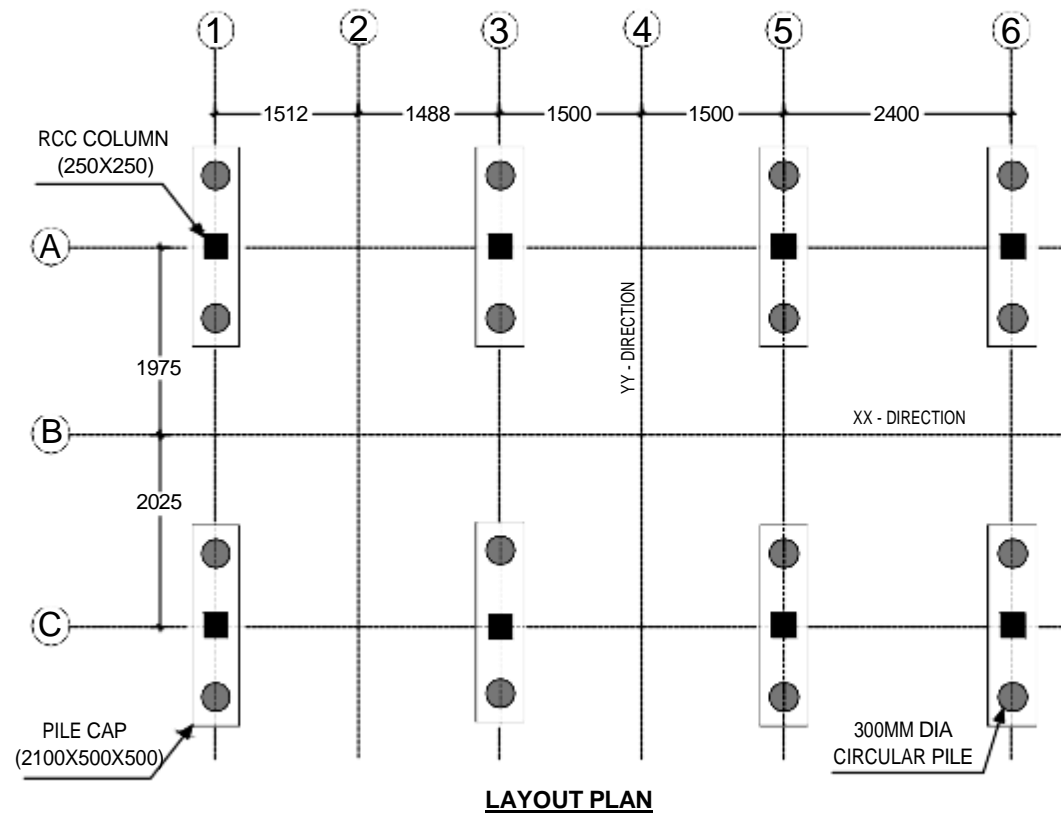 1 2 3 4 5 6
1512 1488 1500 1500 2400
RCC COLUMN
(250X250)
A
YY - DIRECTION
1975
B
XX - DIRECTION
2025
C
PILE CAP
(2100X500X500)
300MM DIA
CIRCULAR PILE
LAYOUT PLAN